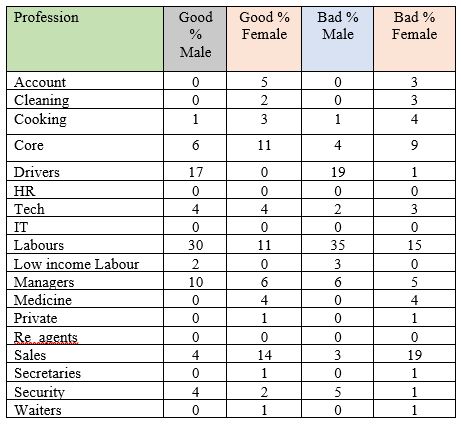 Profession Good % Male Good % Female Bad % Male Bad % Female
Account 0 5 0 3
Cleaning 0 2 0 3
Cooking 1 3 1 4
Core 6 11 4 9
Drivers 17 0 19 1
HR 0 0 0 0
Tech 4 4 2 3
IT 0 0 0 0
Labours 30 11 35 15
Low income Labour 2 0 3 0
Managers 10 6 6 5
Medicine 0 4 0 4
Private 0 1 0 1
Re_agents 0 0 0 0
Sales 4 14 3 19
Secretaries 0 1 0 1
Security 4 2 5 1
Waiters 0 1 0 1